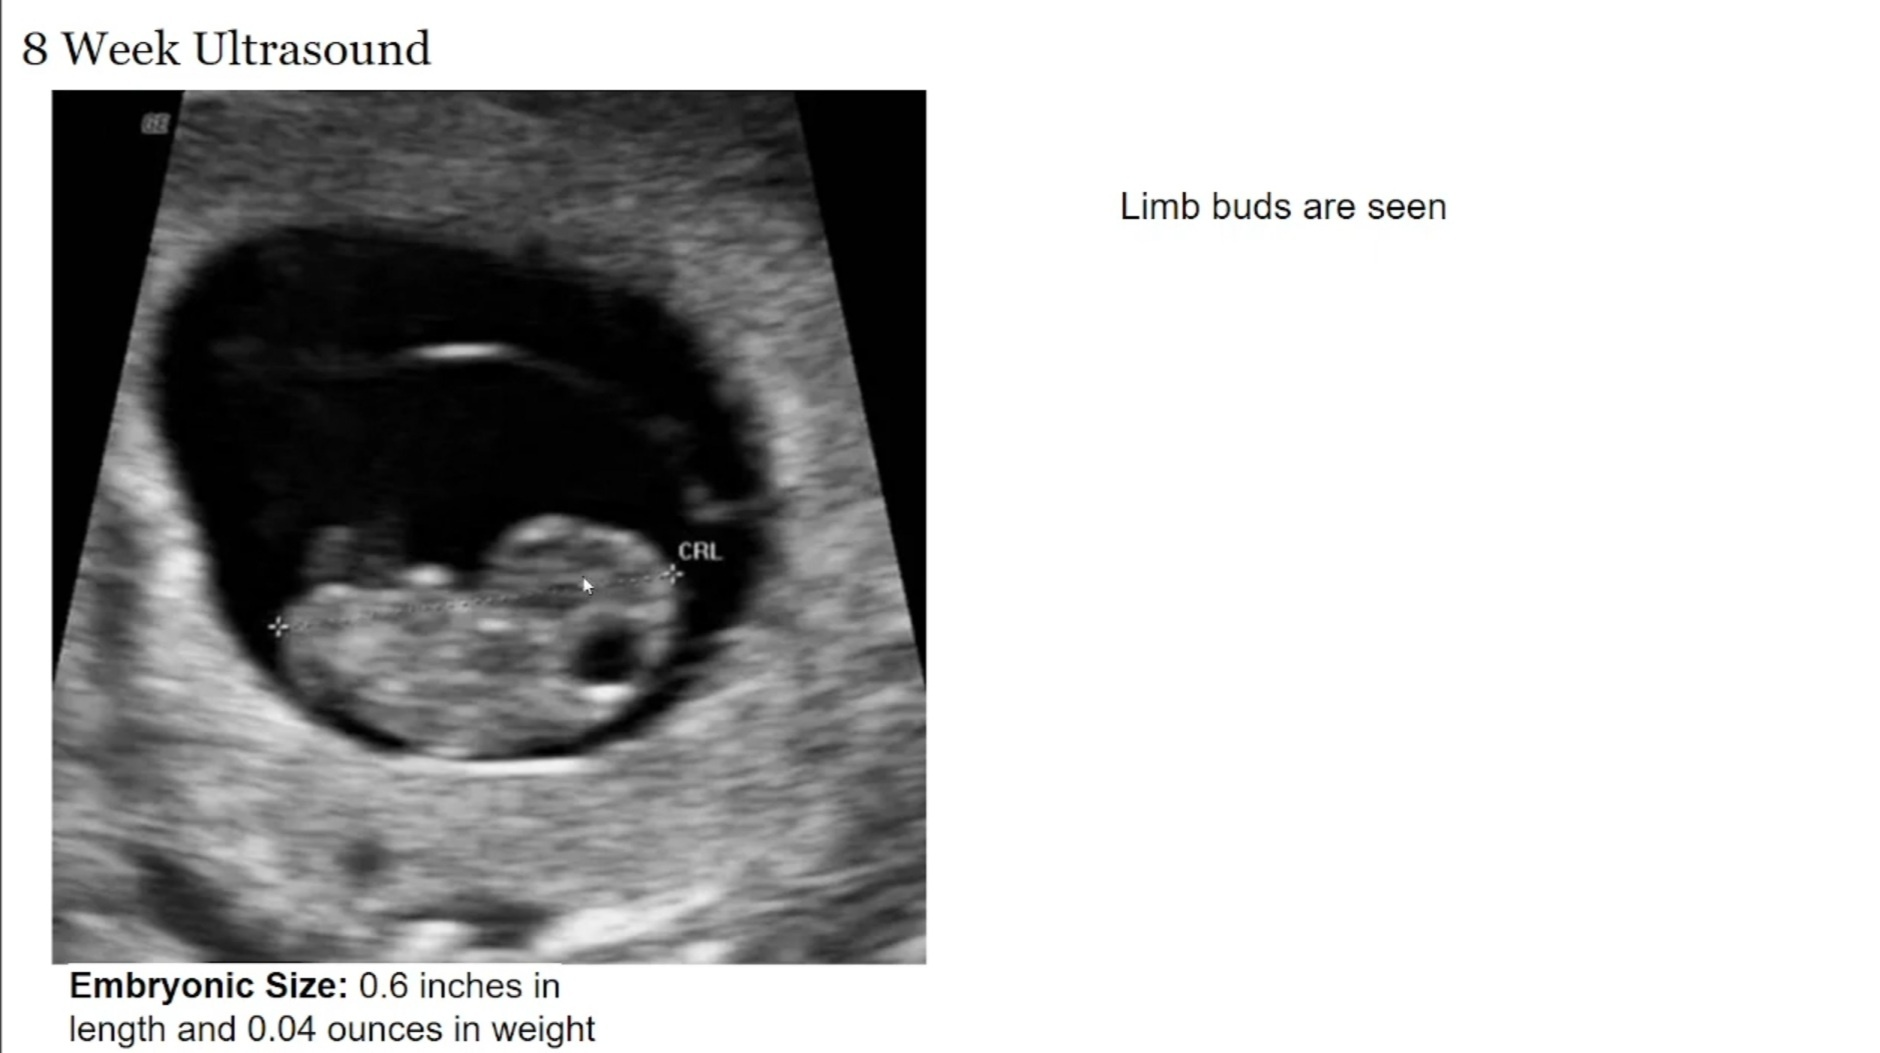 8 Week Ultrasound
GE
Limb buds are seen
CRL
Embryonic Size: 0.6 inches in
length and 0.04 ounces in weight